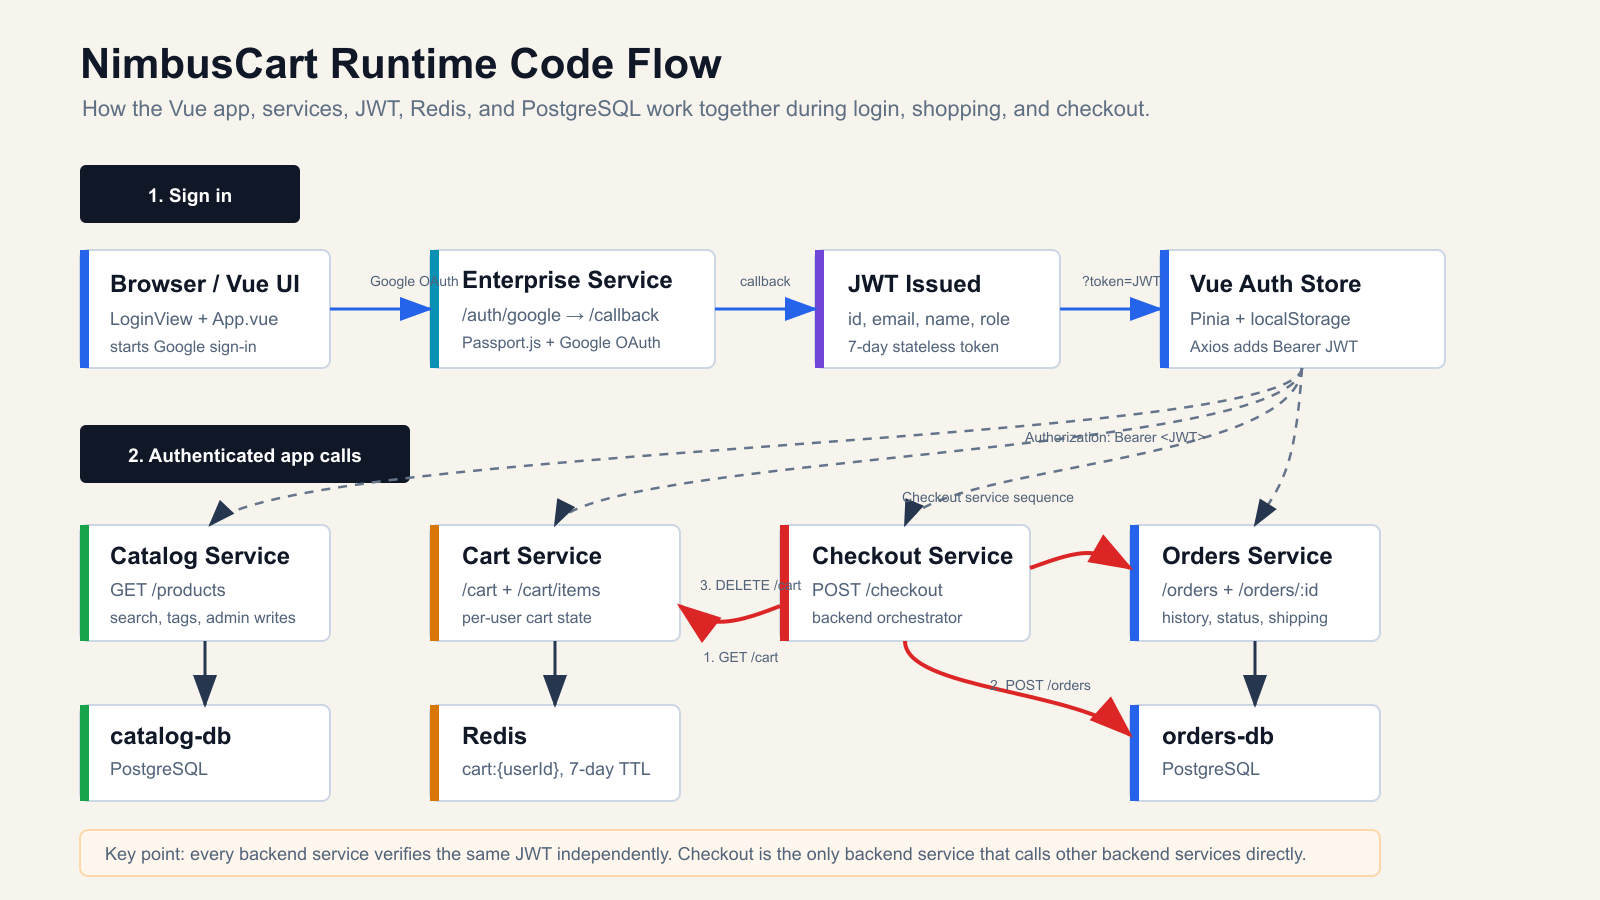 NimbusCart Runtime Code Flow
How the Vue app, services, JWT, Redis, and PostgreSQL work together during login, shopping, and checkout.
1. Sign in
Browser / Vue UI
LoginView + App.vue
starts Google sign-in
Google OAuth
Enterprise Service
/auth/google → /callback
Passport.js + Google OAuth
callback
JWT Issued
id, email, name, role
7-day stateless token
?token=JWT
Vue Auth Store
Pinia + localStorage
Axios adds Bearer JWT
2. Authenticated app calls
Authorization: Bearer <JWT>
Checkout service sequence
Catalog Service
GET /products
search, tags, admin writes
Cart Service
/cart + /cart/items
per-user cart state
3. DELETE /cart
1. GET /cart
Checkout Service
POST /checkout
backend orchestrator
2. POST /orders
Orders Service
/orders + /orders/:id
history, status, shipping
catalog-db
PostgreSQL
Redis
cart:{userId}, 7-day TTL
orders-db
PostgreSQL
Key point: every backend service verifies the same JWT independently. Checkout is the only backend service that calls other backend services directly.